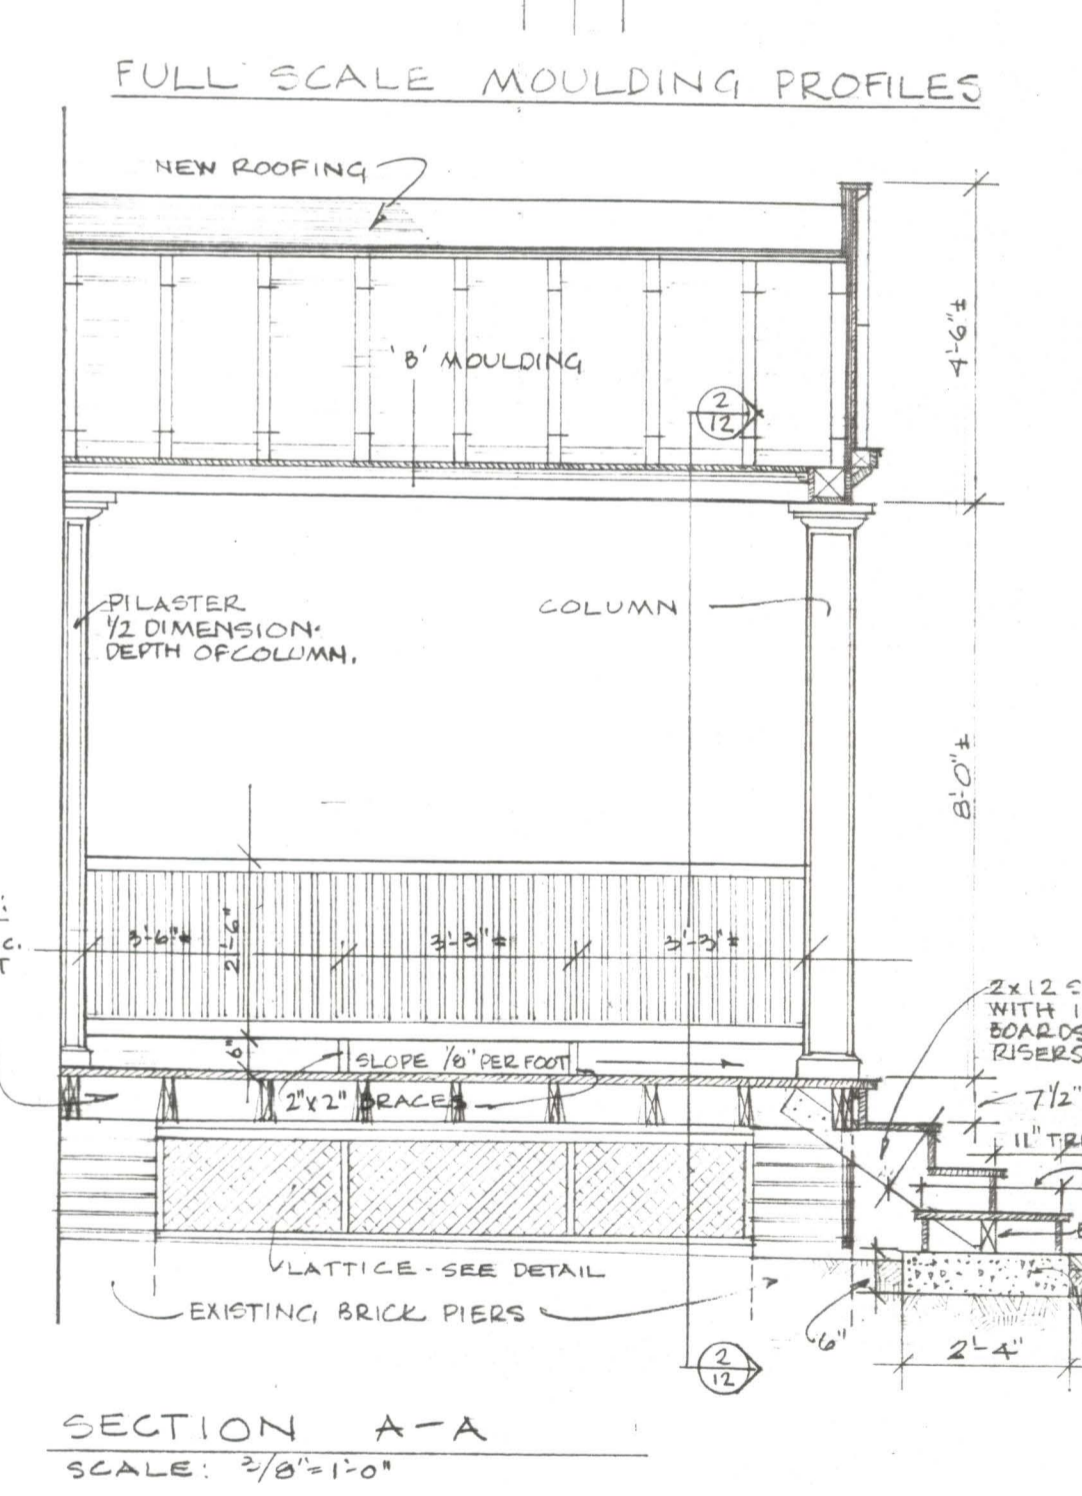 FULL SCALE MOULDING PROFILES
NEW ROOFING
4'-6"±
'B' MOULDING
2
12
PILASTER
1/2 DIMENSION-
DEPTH OF COLUMN.
COLUMN
8'-0"±
C.
T
3'-6"±
2'-6"
3'-3"±
3'-3"±
2x12 S
WITH 1
BOARDS
RISERS
6"
SLOPE 1/8" PER FOOT
2"x2" BRACES
7 1/2"
11" TRE
LATTICE - SEE DETAIL
EXISTING BRICK PIERS
6"
2'-4"
2
12
SECTION A-A
SCALE: 3/8"=1'-0"